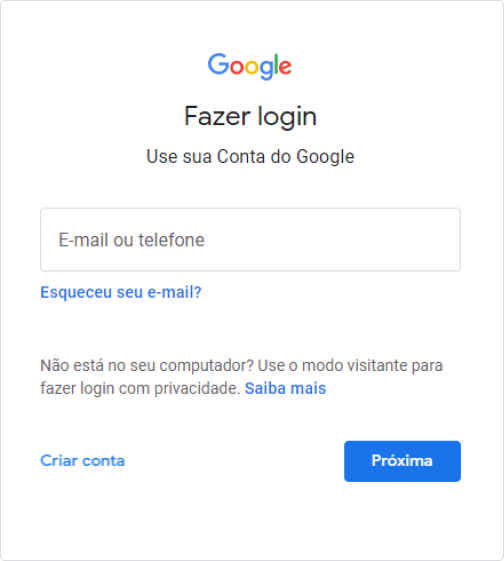 Google
Fazer login
Use sua Conta do Google
E-mail ou telefone
Esqueceu seu e-mail?
Não está no seu computador? Use o modo visitante para
fazer login com privacidade. Saiba mais
Criar conta
Próxima